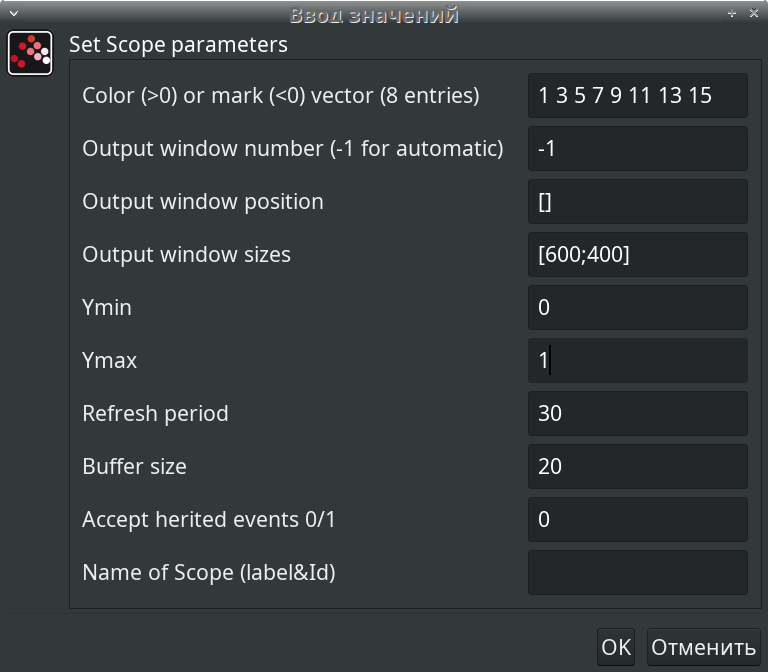 Ввод значений
Set Scope parameters
Color (>0) or mark (<0) vector (8 entries) 1 3 5 7 9 11 13 15
Output window number (-1 for automatic) -1
Output window position []
Output window sizes [600;400]
Ymin 0
Ymax 1
Refresh period 30
Buffer size 20
Accept herited events 0/1 0
Name of Scope (label&Id)
OK Отменить